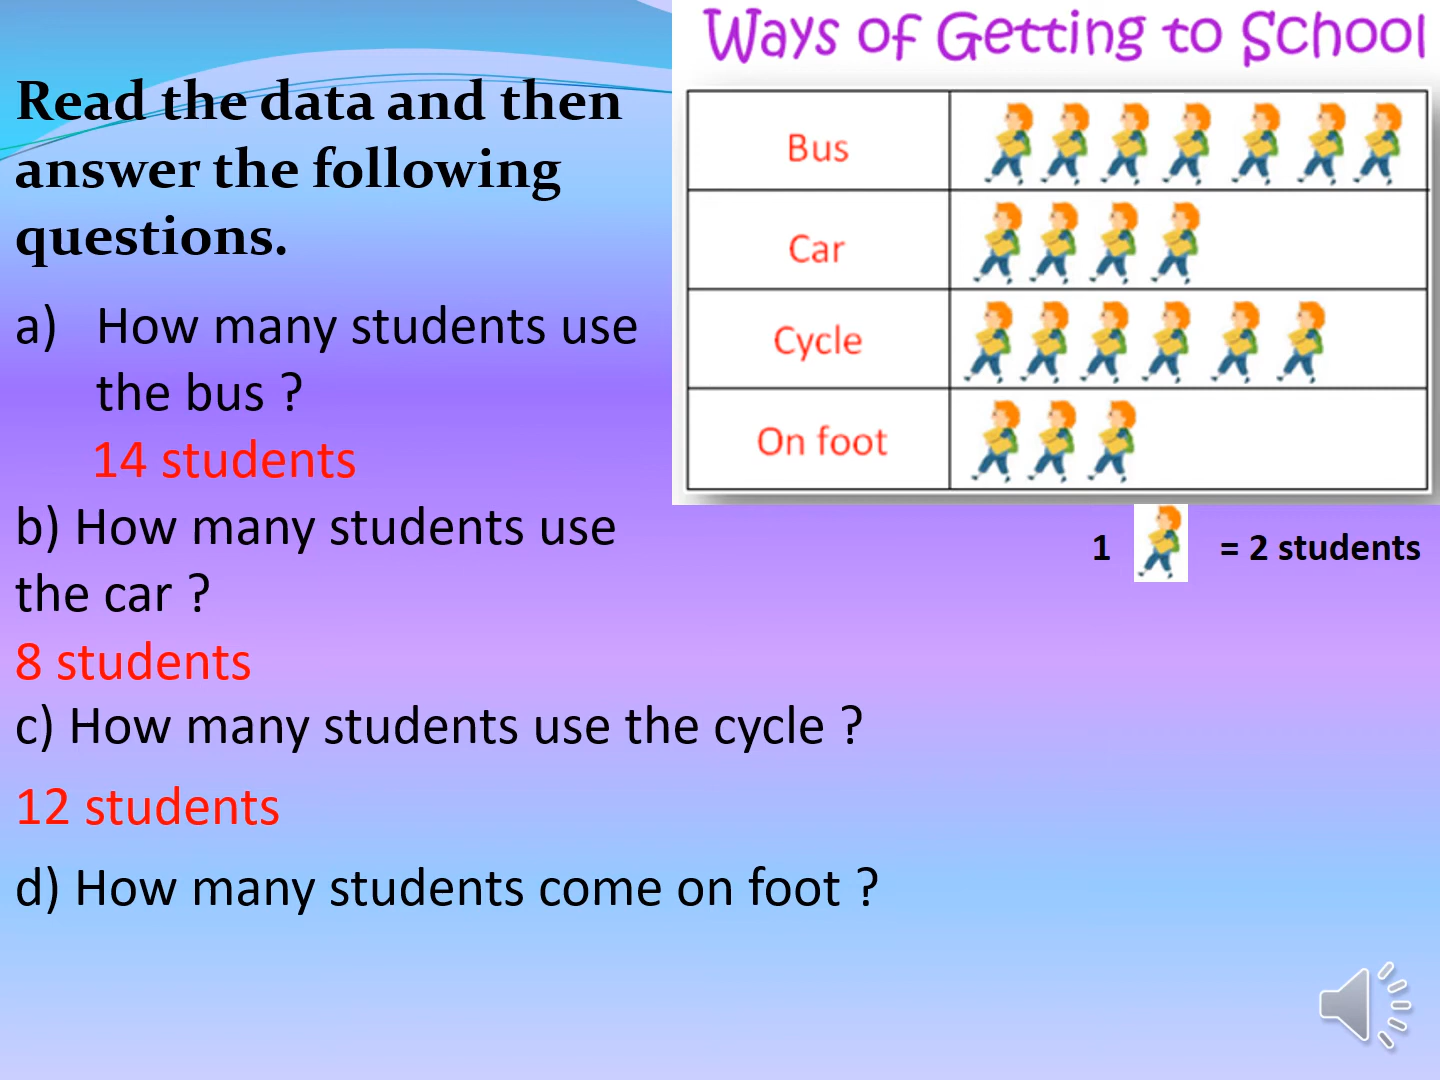 Ways of Getting to School
Read the data and then
answer the following
questions.
Bus
Car
Cycle
On foot
1 = 2 students
a) How many students use
the bus ?
14 students
b) How many students use
the car ?
8 students
c) How many students use the cycle ?
12 students
d) How many students come on foot ?